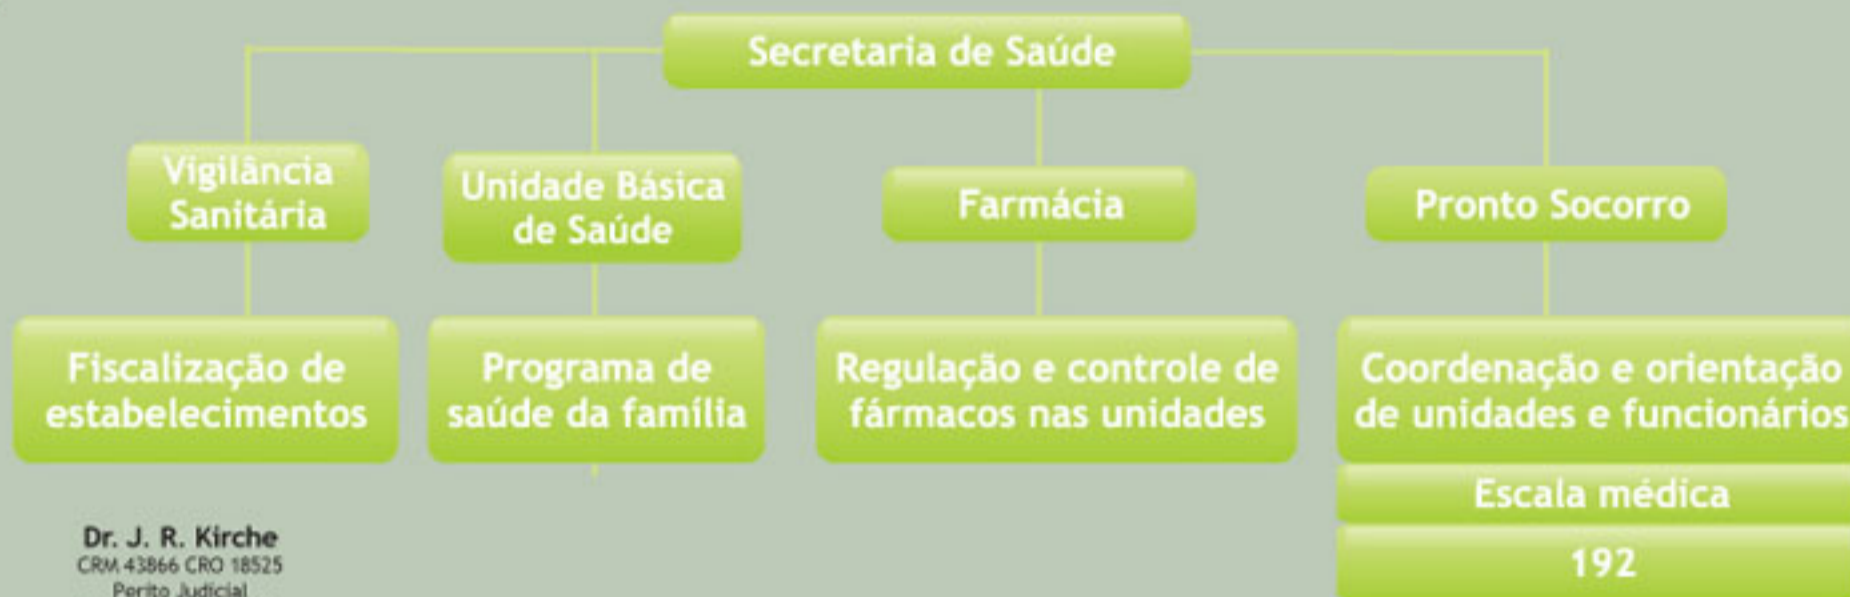 Secretaria de Saúde
Vigilância
Sanitária
Unidade Básica
de Saúde
Farmácia
Pronto Socorro
Fiscalização de
estabelecimentos
Programa de
saúde da família
Regulação e controle de
fármacos nas unidades
Coordenação e orientação
de unidades e funcionários
Escala médica
192
Dr. J. R. Kirche
CRM 43866 CRO 18525
Perito Judicial